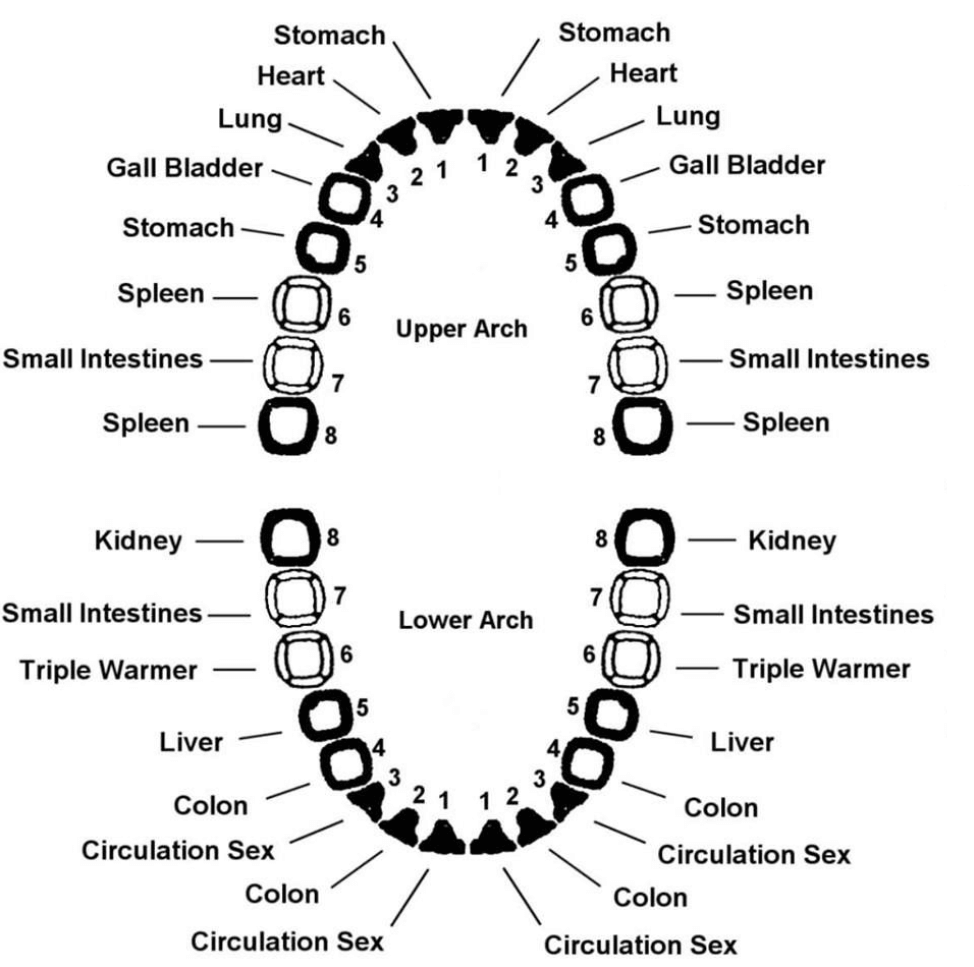 Stomach Stomach
Heart Heart
Lung Lung
Gall Bladder Gall Bladder
3 2 1 1 2 3
4 4
Stomach Stomach
5 5
Spleen Spleen
6 6
Upper Arch
Small Intestines Small Intestines
7 7
Spleen Spleen
8 8
Kidney 8 8 Kidney
7 7
Small Intestines Small Intestines
Lower Arch
6 6
Triple Warmer Triple Warmer
5 5
Liver Liver
4 4
3 3
2 1 1 2
Colon Colon
Circulation Sex Circulation Sex
Colon Colon
Circulation Sex Circulation Sex